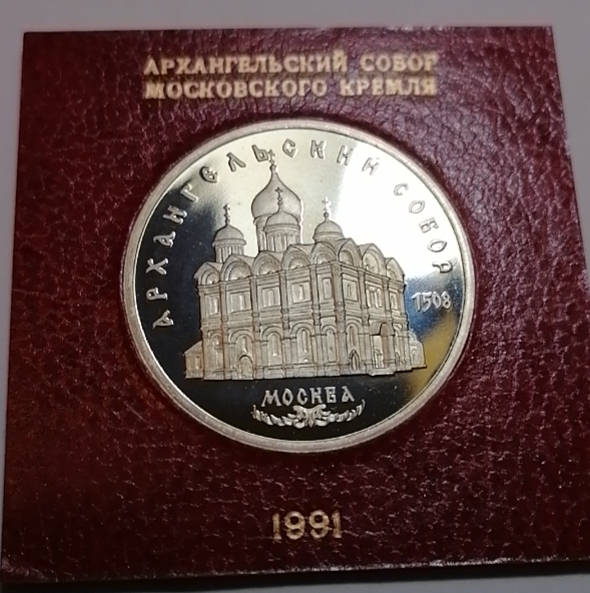 АРХАНГЕЛЬСКИЙ СОБОР
МОСКОВСКОГО КРЕМЛЯ
АРХАНГЕЛЬСКИЙ СОБОР
1508
МОСКВА
1991